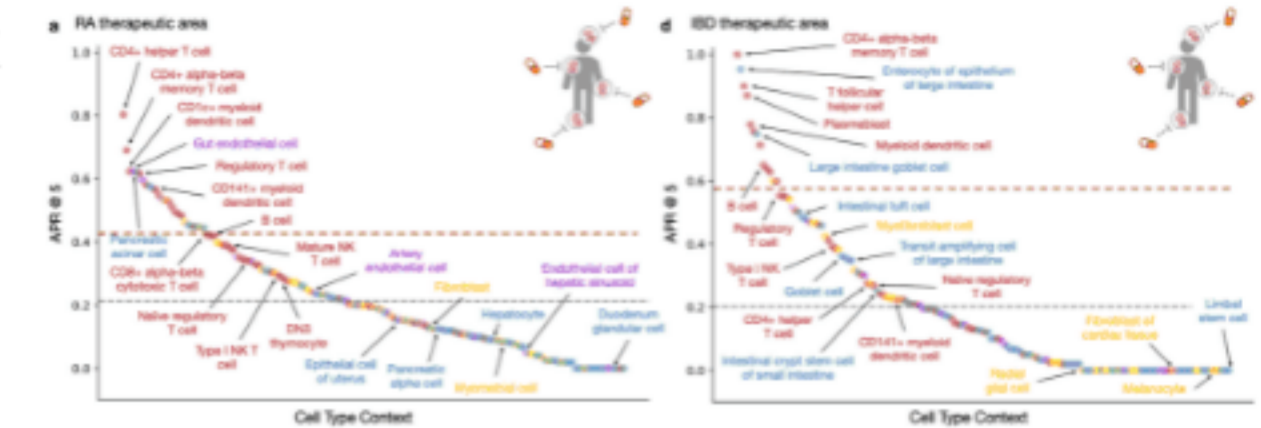 a RA therapeutic area
1.0
0.8
0.6
0.4
0.2
0.0
APR @ 5
CD4+ helper T cell
CD4+ alpha-beta
memory T cell
CD1c+ myeloid
dendritic cell
Gut endothelial cell
Regulatory T cell
CD141+ myeloid
dendritic cell
B cell
Pancreatic
acinar cell
CD8+ alpha-beta
cytotoxic T cell
Mature NK
T cell
Artery
endothelial cell
Endothelial cell of
hepatic sinusoid
Fibroblast
Naive regulatory
T cell
DN3
thymocyte
Hepatocyte
Duodenum
glandular cell
Type I NK T
cell
Epithelial cell
of uterus
Pancreatic
alpha cell
Myometrial cell
Cell Type Context
d IBD therapeutic area
1.0
0.8
0.6
0.4
0.2
0.0
APR @ 5
CD4+ alpha-beta
memory T cell
Enterocyte of epithelium
of large intestine
T follicular
helper cell
Plasmablast
Myeloid dendritic cell
Large intestine goblet cell
B cell
Intestinal tuft cell
Regulatory
T cell
Myofibroblast cell
Transit amplifying cell
of large intestine
Type I NK
T cell
Goblet cell
Naive regulatory
T cell
CD4+ helper
T cell
CD141+ myeloid
dendritic cell
Limbal
stem cell
Fibroblast of
cardiac tissue
Intestinal crypt stem cell
of small intestine
Radial
glial cell
Melanocyte
Cell Type Context